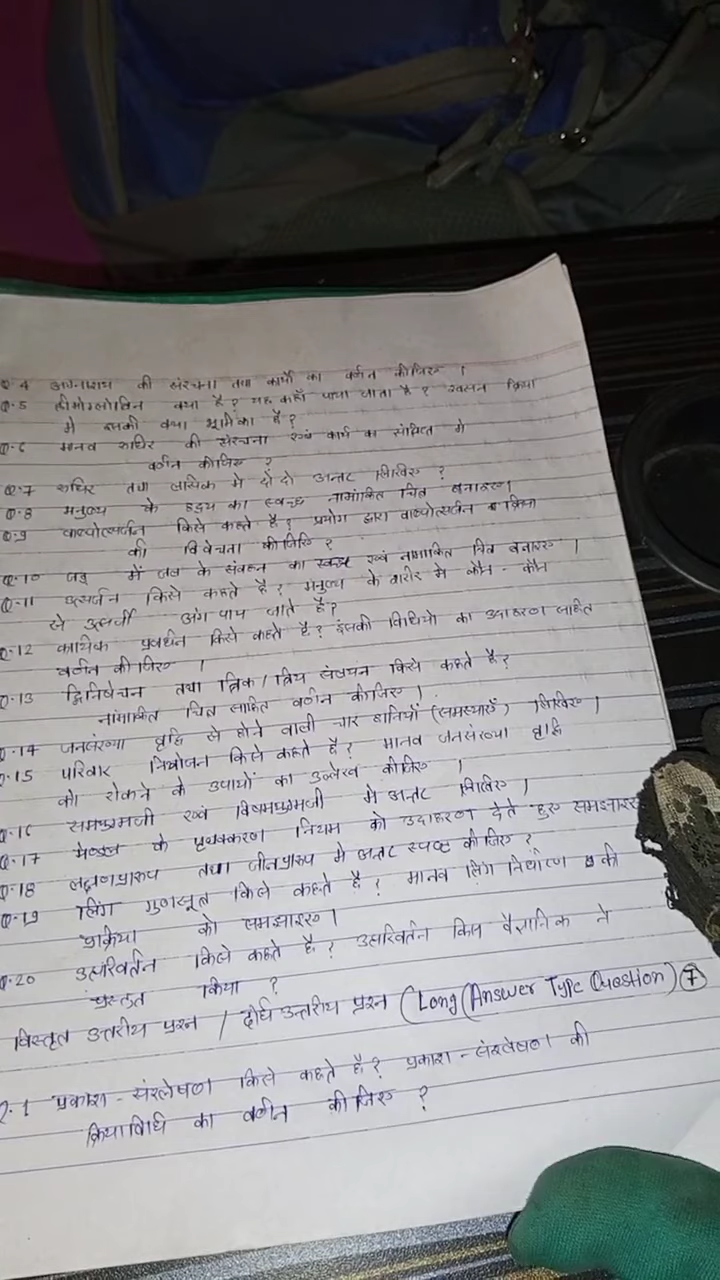 Q.4 अग्नाशय की संरचना तथा कार्यो का वर्णन कीजिए ।
Q.5 हीमोग्लोबिन क्या है? यह कहाँ पाया जाता है? श्वसन क्रिया
में इसकी क्या भूमिका है?
Q.6 मानव रुधिर की संरचना एवं कार्य का संक्षिप्त मे
वर्णन कीजिए ?
Q.7 रुधिर तथा लसिका में दो दो अन्तर लिखिए ?
Q.8 मनुष्य के हृदय का स्वच्छ नामांकित चित्र बनाइए।
Q.9 वाष्पोत्सर्जन किसे कहते है? प्रयोग द्वारा वाष्पोत्सर्जन क्रिया
की विवेचना कीजिए ?
Q.10 में जल के संवहन का स्वच्छ एवं नामांकित चित्र बनाइए ।
Q.11 उत्सर्जन किसे कहते है? मनुष्य के शरीर मे कौन - कौन
से उत्सर्जी अंग पाए जाते है?
Q.12 कायिक प्रवर्धन किसे कहते है? इसकी विधियो का उदाहरण सहित
वर्णन कीजिए ।
Q.13 द्विनिषेचन तथा त्रिक / त्रिय संलयन किसे कहते है?
नामांकित चित्र सहित वर्णन कीजिए ।
Q.14 जनसंख्या वृद्धि से होने वाली चार हानियों (समस्याएँ) लिखिए ।
Q.15 परिवार नियोजन किसे कहते है? मानव जनसंख्या वृद्धि
को रोकने के उपायों का उल्लेख कीजिए ।
Q.16 समयुग्मजी एवं विषमयुग्मजी मे अन्तर लिखिए ।
Q.17 मेण्डल के पृथक्करण नियम को उदाहरण देते हुए समझाइए
Q.18 लक्षणप्रारुप तथा जीनप्रारुप मे अन्तर स्पष्ट कीजिए ?
Q.19 लिंग गुणसूत्र किसे कहते है? मानव लिंग निर्धारण की
प्रक्रिया को समझाइए ।
Q.20 उत्परिवर्तन किसे कहते है? उत्परिवर्तन किस वैज्ञानिक ने
प्रस्तुत किया ?
विस्तृत उत्तरीय प्रश्न / दीर्घ उत्तरीय प्रश्न (Long (Answer Type Question) 7
Q.1 प्रकाश - संश्लेषण किसे कहते है? प्रकाश - संश्लेषण की
क्रियाविधि का वर्णन कीजिए ?